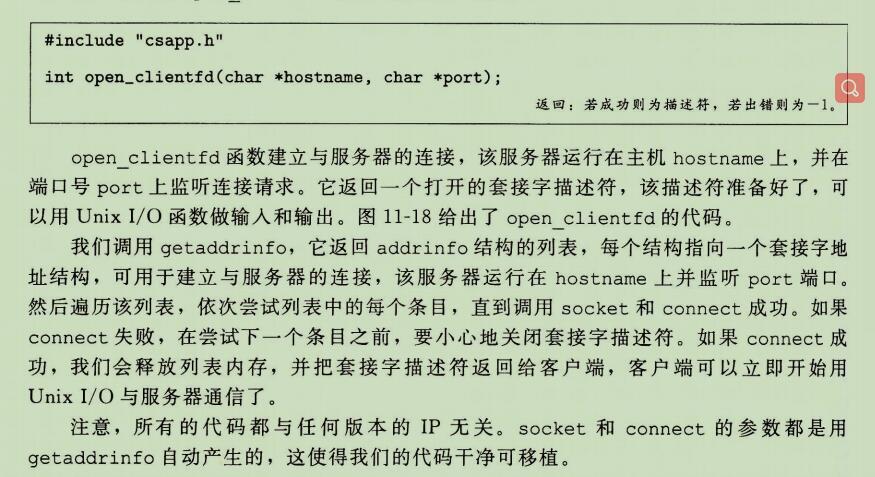 #include "csapp.h"
int open_clientfd(char *hostname, char *port);
返回：若成功则为描述符，若出错则为－1。
open_clientfd 函数建立与服务器的连接，该服务器运行在主机 hostname 上，并在
端口号 port 上监听连接请求。它返回一个打开的套接字描述符，该描述符准备好了，可
以用 Unix I/O 函数做输入和输出。图 11-18 给出了 open_clientfd 的代码。
我们调用 getaddrinfo，它返回 addrinfo 结构的列表，每个结构指向一个套接字地
址结构，可用于建立与服务器的连接，该服务器运行在 hostname 上并监听 port 端口。
然后遍历该列表，依次尝试列表中的每个条目，直到调用 socket 和 connect 成功。如果
connect 失败，在尝试下一个条目之前，要小心地关闭套接字描述符。如果 connect 成
功，我们会释放列表内存，并把套接字描述符返回给客户端，客户端可以立即开始用
Unix I/O 与服务器通信了。
注意，所有的代码都与任何版本的 IP 无关。socket 和 connect 的参数都是用
getaddrinfo 自动产生的，这使得我们的代码干净可移植。